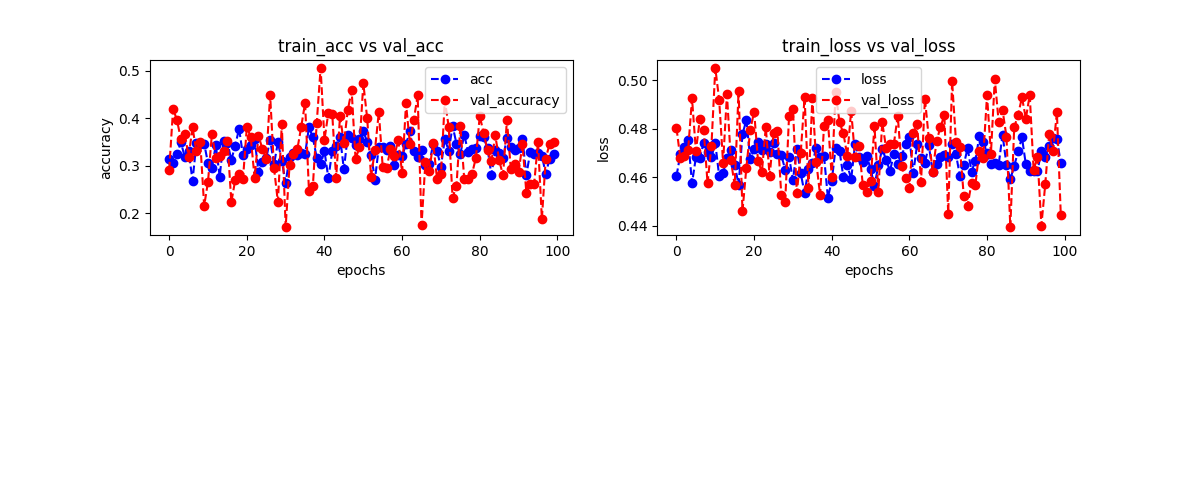 train_acc vs val_acc
acc
val_accuracy
accuracy
0.5
0.4
0.3
0.2
0
20
40
60
80
100
epochs
train_loss vs val_loss
loss
val_loss
loss
0.50
0.48
0.46
0.44
0
20
40
60
80
100
epochs